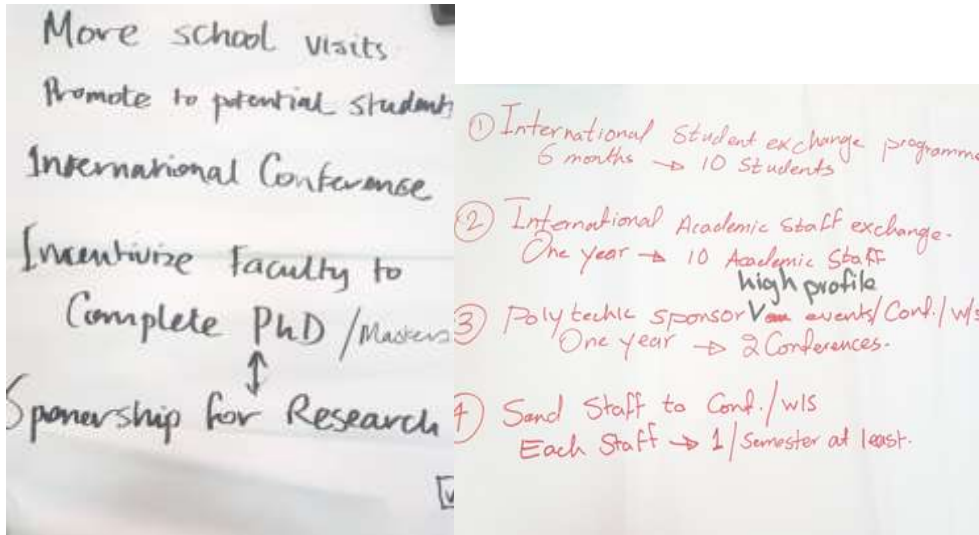 More school visits
Promote to potential students
International Conference
Incentivize Faculty to
Complete PhD / Masters
↕
Sponership for Research
① International Student exchange programme
6 months → 10 Students
② International Academic Staff exchange.
One year → 10 Academic Staff
high profile
③ Polytechic sponsor V events/Conf./w/s
One year → 2 Conferences.
④ Send Staff to Conf./w/s
Each Staff → 1/Semester at least.